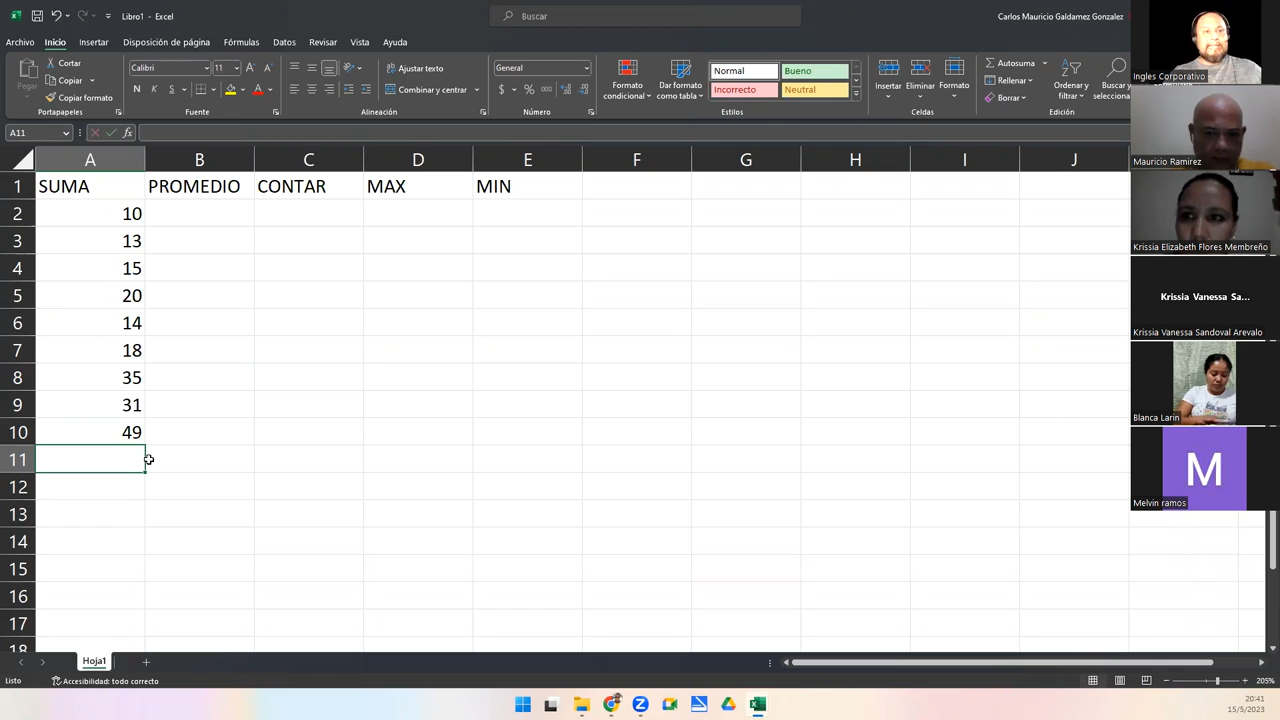 Libro1 - Excel
Buscar
Carlos Mauricio Galdamez Gonzalez
Archivo Inicio Insertar Disposición de página Fórmulas Datos Revisar Vista Ayuda
Pegar
Cortar
Copiar
Copiar formato
Portapapeles
Calibri 11
N K S
Fuente
Ajustar texto
Combinar y centrar
Alineación
General
$ % 000
Número
Formato condicional
Dar formato como tabla
Normal Bueno
Incorrecto Neutral
Estilos
Insertar Eliminar Formato
Celdas
Autosuma
Rellenar
Borrar
Ordenar y filtrar
Buscar y selecciona
Edición
A11 fx
A B C D E F G H I J
1 SUMA PROMEDIO CONTAR MAX MIN
2 10
3 13
4 15
5 20
6 14
7 18
8 35
9 31
10 49
11
12
13
14
15
16
17
18
Hoja1
Listo Accesibilidad: todo correcto 205%
20:41
15/5/2023
Ingles Corporativo
Mauricio Ramirez
Krissia Elizabeth Flores Membreño
Krissia Vanessa Sa...
Krissia Vanessa Sandoval Arevalo
Blanca Larin
M
Melvin ramos